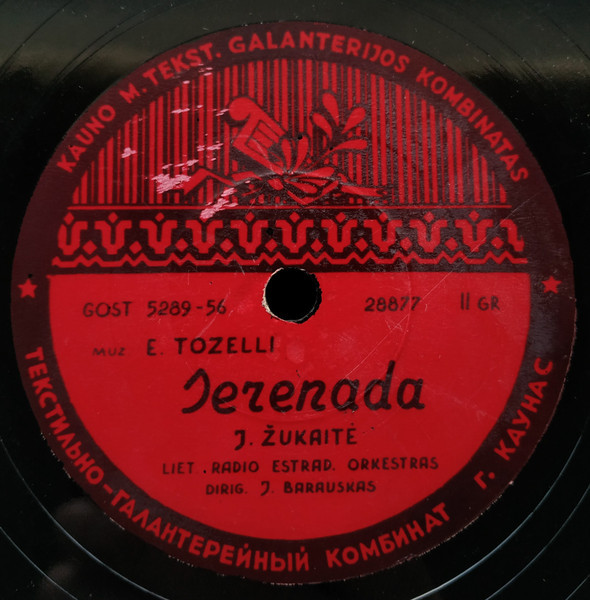 KAUNO M. TEKST. GALANTERIJOS KOMBINATAS
GOST 5289-56 28877 II GR
MUZ E. TOZELLI
Serenada
J. ŽUKAITĖ
LIET. RADIO ESTRAD. ORKESTRAS
DIRIG. J. BARAUSKAS
ТЕКСТИЛЬНО-ГАЛАНТЕРЕЙНЫЙ КОМБИНАТ г. КАУНАС